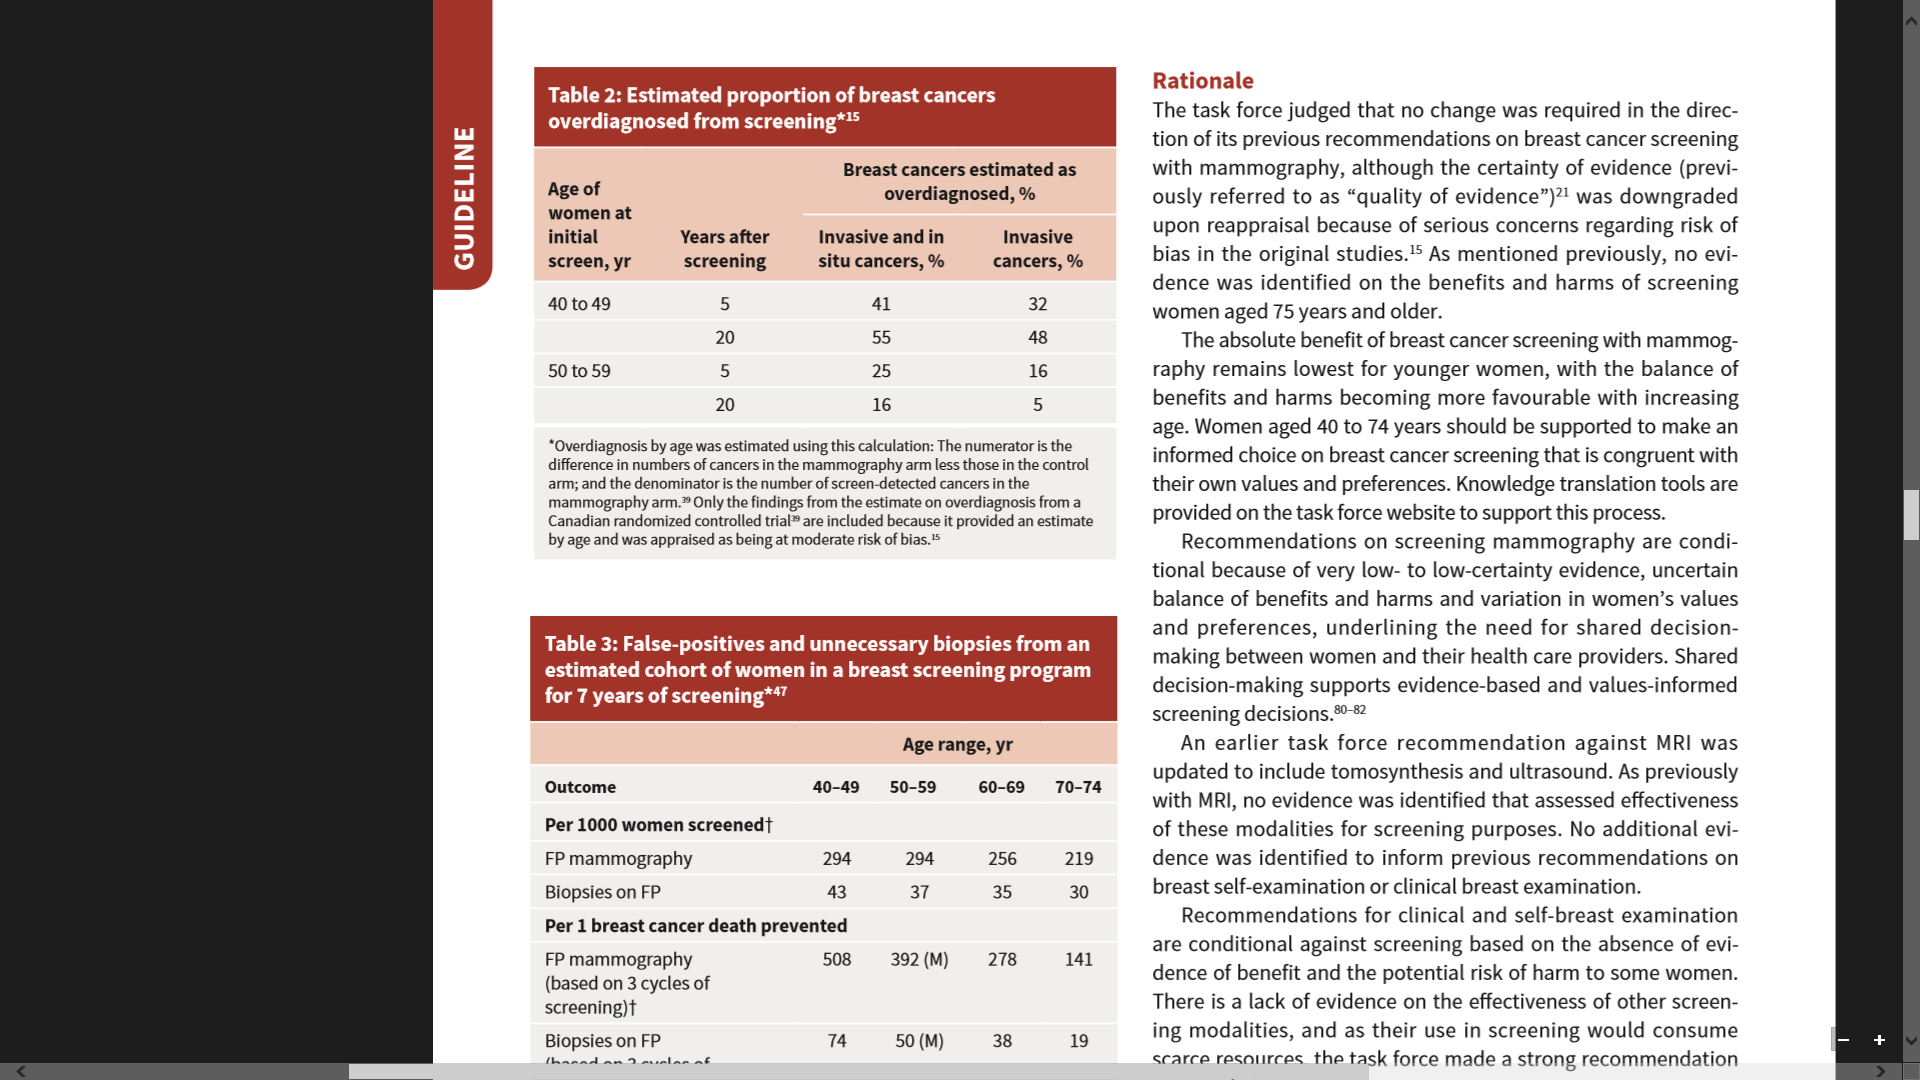 GUIDELINE
Table 2: Estimated proportion of breast cancers
overdiagnosed from screening*15
Breast cancers estimated as
overdiagnosed, %
Age of
women at
initial
screen, yr
Years after
screening
Invasive and in
situ cancers, %
Invasive
cancers, %
40 to 49 5 41 32
20 55 48
50 to 59 5 25 16
20 16 5
*Overdiagnosis by age was estimated using this calculation: The numerator is the
difference in numbers of cancers in the mammography arm less those in the control
arm; and the denominator is the number of screen-detected cancers in the
mammography arm.39 Only the findings from the estimate on overdiagnosis from a
Canadian randomized controlled trial39 are included because it provided an estimate
by age and was appraised as being at moderate risk of bias.15
Table 3: False-positives and unnecessary biopsies from an
estimated cohort of women in a breast screening program
for 7 years of screening*47
Age range, yr
Outcome 40–49 50–59 60–69 70–74
Per 1000 women screened†
FP mammography 294 294 256 219
Biopsies on FP 43 37 35 30
Per 1 breast cancer death prevented
FP mammography 508 392 (M) 278 141
(based on 3 cycles of
screening)†
Biopsies on FP 74 50 (M) 38 19
(based on 3 cycles of
Rationale
The task force judged that no change was required in the direc-
tion of its previous recommendations on breast cancer screening
with mammography, although the certainty of evidence (previ-
ously referred to as “quality of evidence”)21 was downgraded
upon reappraisal because of serious concerns regarding risk of
bias in the original studies.15 As mentioned previously, no evi-
dence was identified on the benefits and harms of screening
women aged 75 years and older.
The absolute benefit of breast cancer screening with mammog-
raphy remains lowest for younger women, with the balance of
benefits and harms becoming more favourable with increasing
age. Women aged 40 to 74 years should be supported to make an
informed choice on breast cancer screening that is congruent with
their own values and preferences. Knowledge translation tools are
provided on the task force website to support this process.
Recommendations on screening mammography are condi-
tional because of very low- to low-certainty evidence, uncertain
balance of benefits and harms and variation in women’s values
and preferences, underlining the need for shared decision-
making between women and their health care providers. Shared
decision-making supports evidence-based and values-informed
screening decisions.80–82
An earlier task force recommendation against MRI was
updated to include tomosynthesis and ultrasound. As previously
with MRI, no evidence was identified that assessed effectiveness
of these modalities for screening purposes. No additional evi-
dence was identified to inform previous recommendations on
breast self-examination or clinical breast examination.
Recommendations for clinical and self-breast examination
are conditional against screening based on the absence of evi-
dence of benefit and the potential risk of harm to some women.
There is a lack of evidence on the effectiveness of other screen-
ing modalities, and as their use in screening would consume
scarce resources, the task force made a strong recommendation